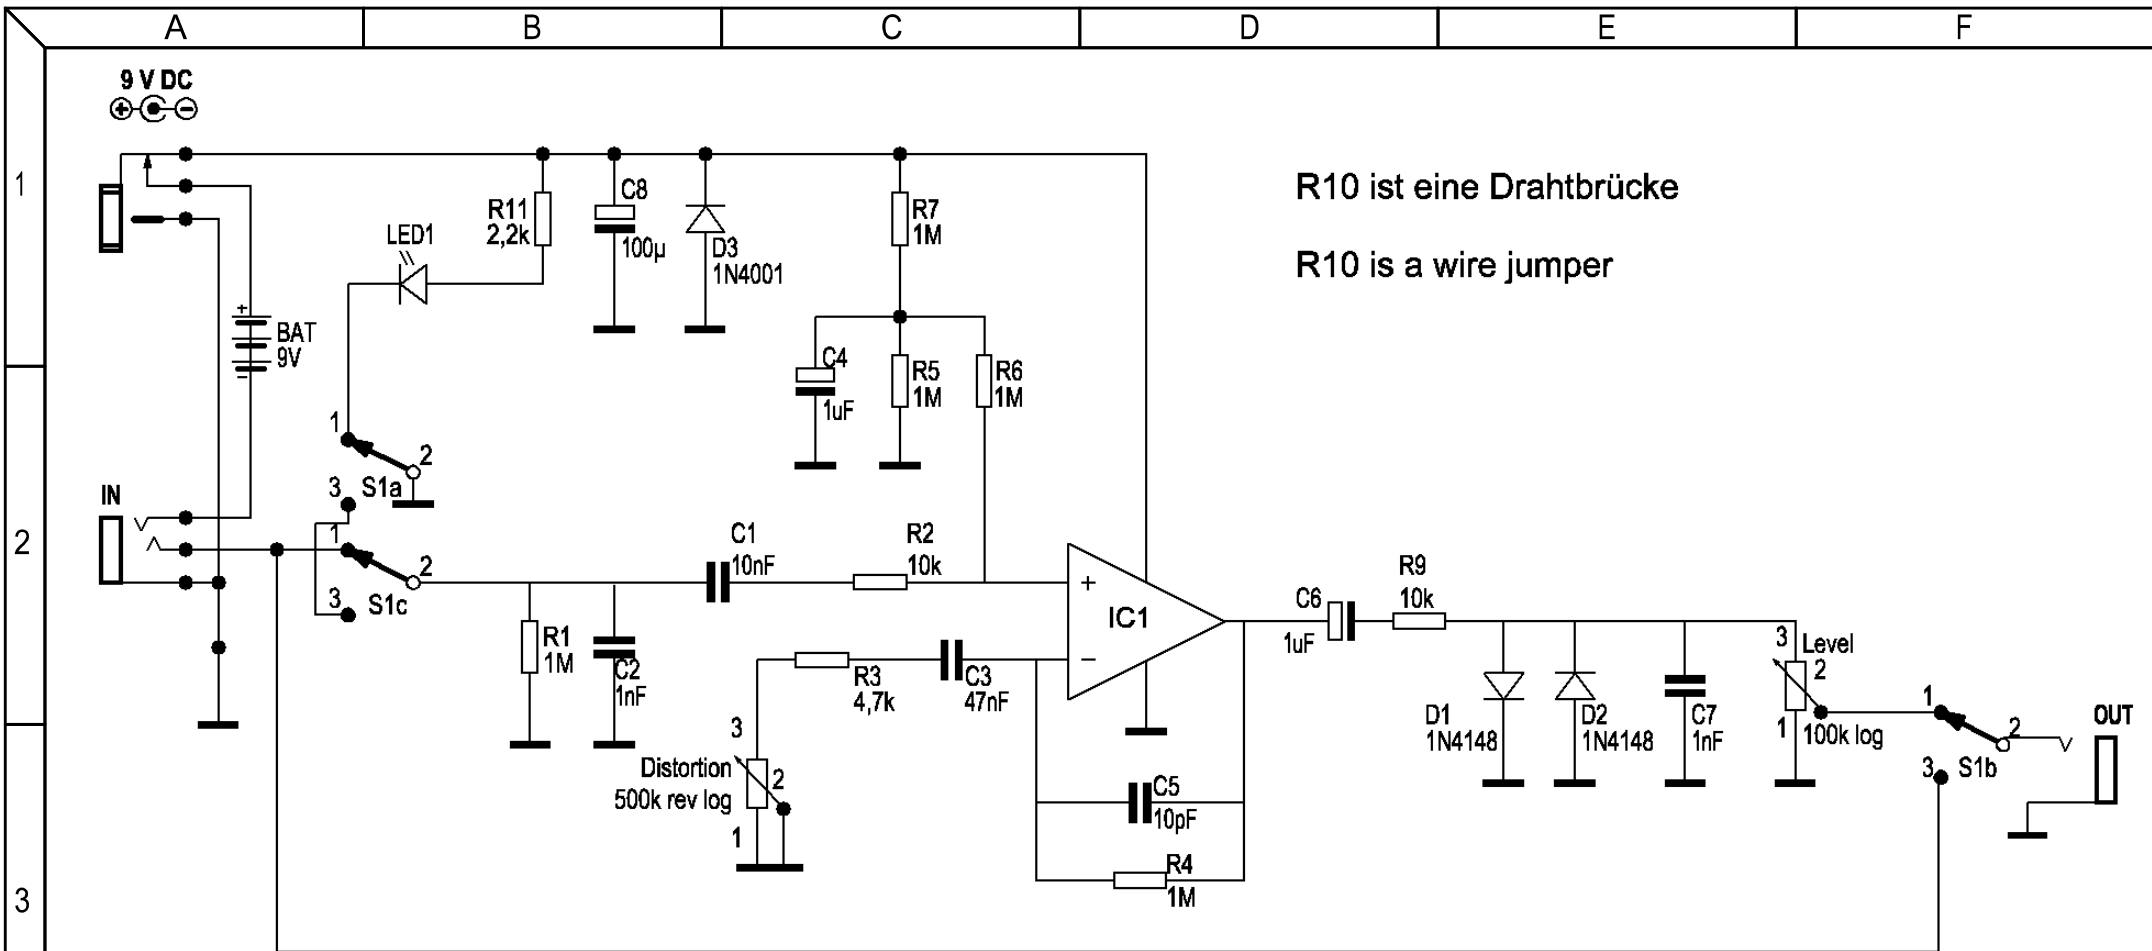 A B C D E F
9 V DC
1
R10 ist eine Drahtbrücke
R10 is a wire jumper
LED1
R11
2,2k
C8
100µ
D3
1N4001
R7
1M
+
BAT
9V
−
C4
1uF
R5
1M
R6
1M
1
2
3 S1a
IN
2
1
2
3 S1c
C1
10nF
R2
10k
R1
1M
C2
1nF
R3
4,7k
C3
47nF
+
IC1
−
C6
1uF
R9
10k
3 Level
2
1 100k log
D1
1N4148
D2
1N4148
C7
1nF
1
2
3 S1b
OUT
3
Distortion
500k rev log
2
1
C5
10pF
R4
1M
3